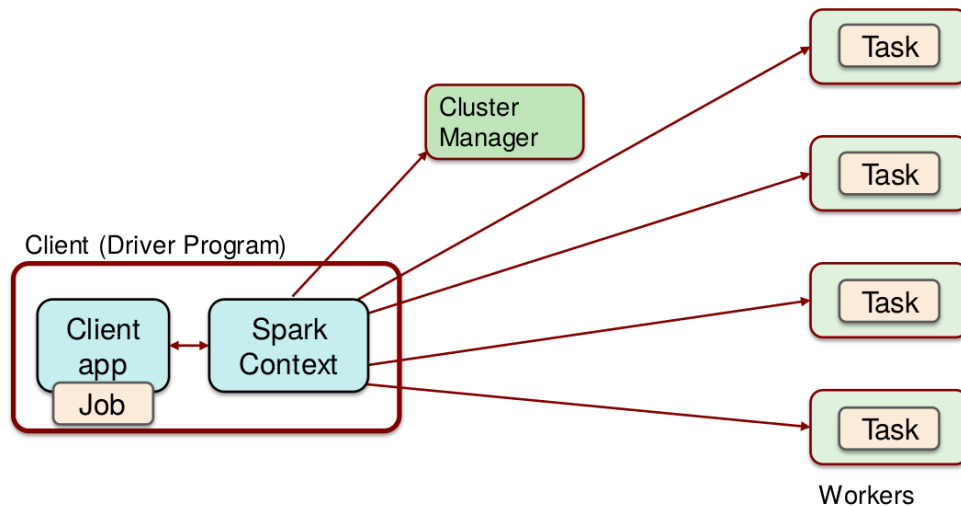 Task
Cluster
Manager
Task
Client (Driver Program)
Client
app
Job
Spark
Context
Task
Task
Workers